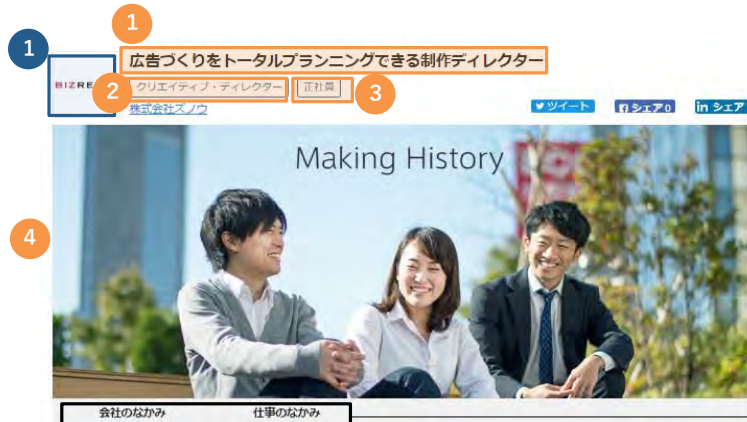 1
1
広告づくりをトータルプランニングできる制作ディレクター
BIZRE
2
クリエイティブ・ディレクター
正社員
3
株式会社ズノウ
ツイート
シェア 0
in シェア
Making History
4
会社のなかみ
仕事のなかみ